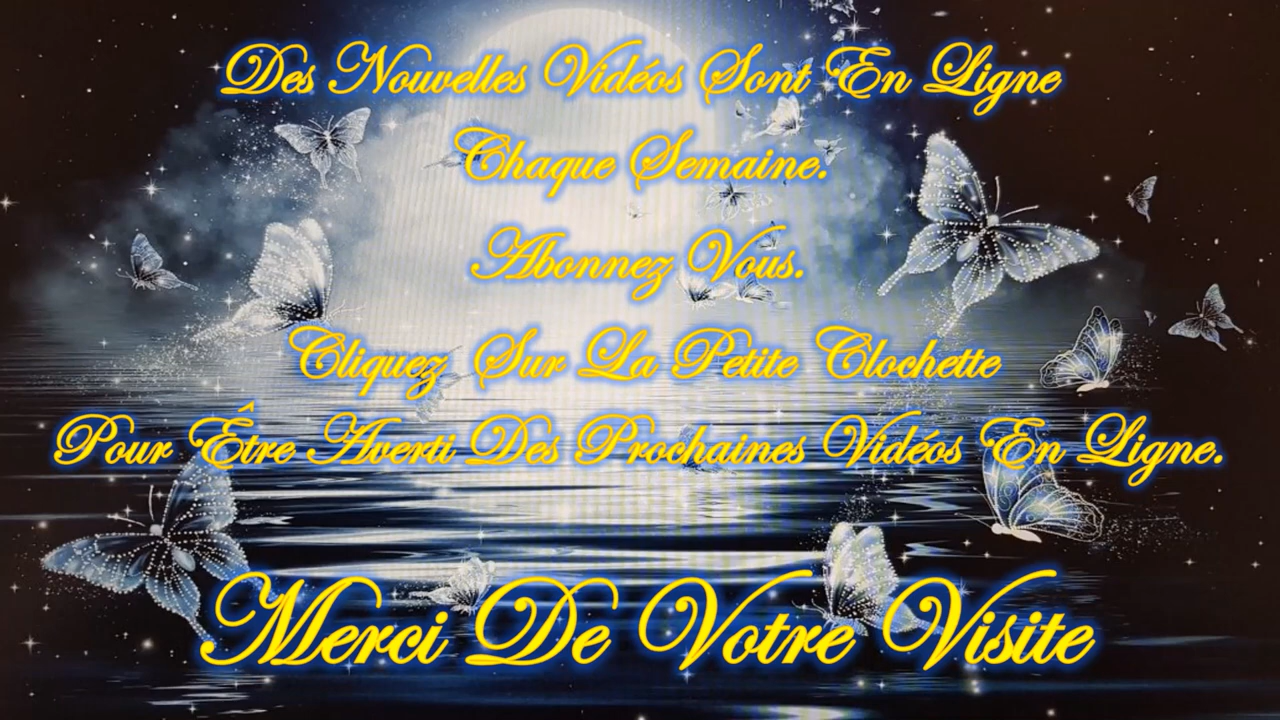 Des Nouvelles Vidéos Sont En Ligne
Chaque Semaine.
Abonnez Vous.
Cliquez Sur La Petite Clochette
Pour Être Averti Des Prochaines Vidéos En Ligne.
Merci De Votre Visite